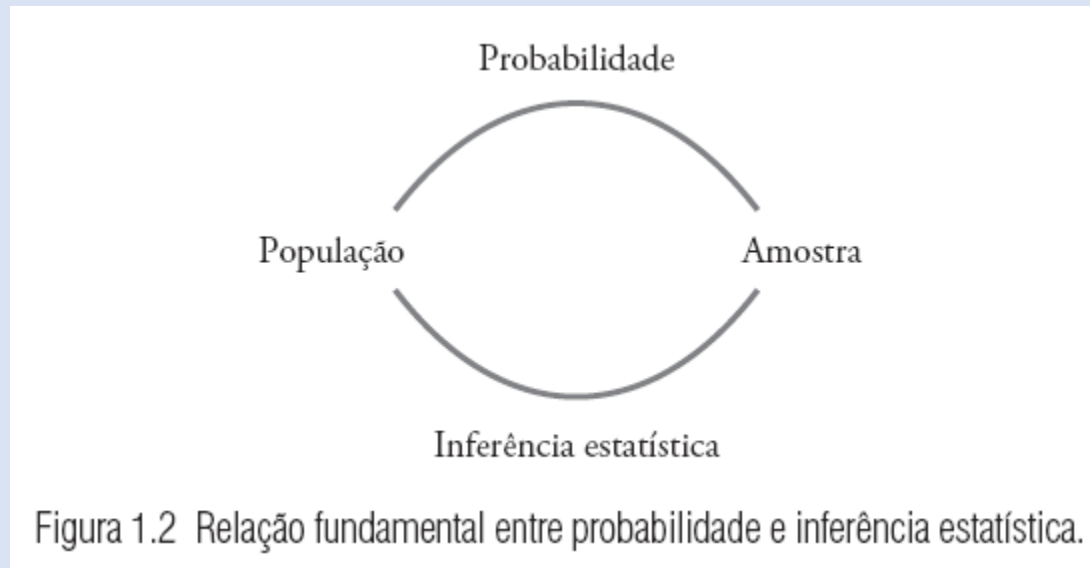 Probabilidade
População Amostra
Inferência estatística
Figura 1.2 Relação fundamental entre probabilidade e inferência estatística.